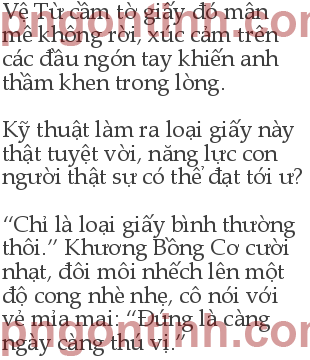 Vệ Từ cầm tờ giấy đó mân
mê không rời, xúc cảm trên
các đầu ngón tay khiến anh
thầm khen trong lòng.
Kỹ thuật làm ra loại giấy này
thật tuyệt vời, năng lực con
người thật sự có thể đạt tới ư?
“Chỉ là loại giấy bình thường
thôi.” Khương Bồng Cơ cười
nhạt, đôi môi nhếch lên một
độ cong nhè nhẹ, cô nói với
vẻ mỉa mai: “Đúng là càng
ngày càng thú vị.”
pngontinh.com
pngontinh.com